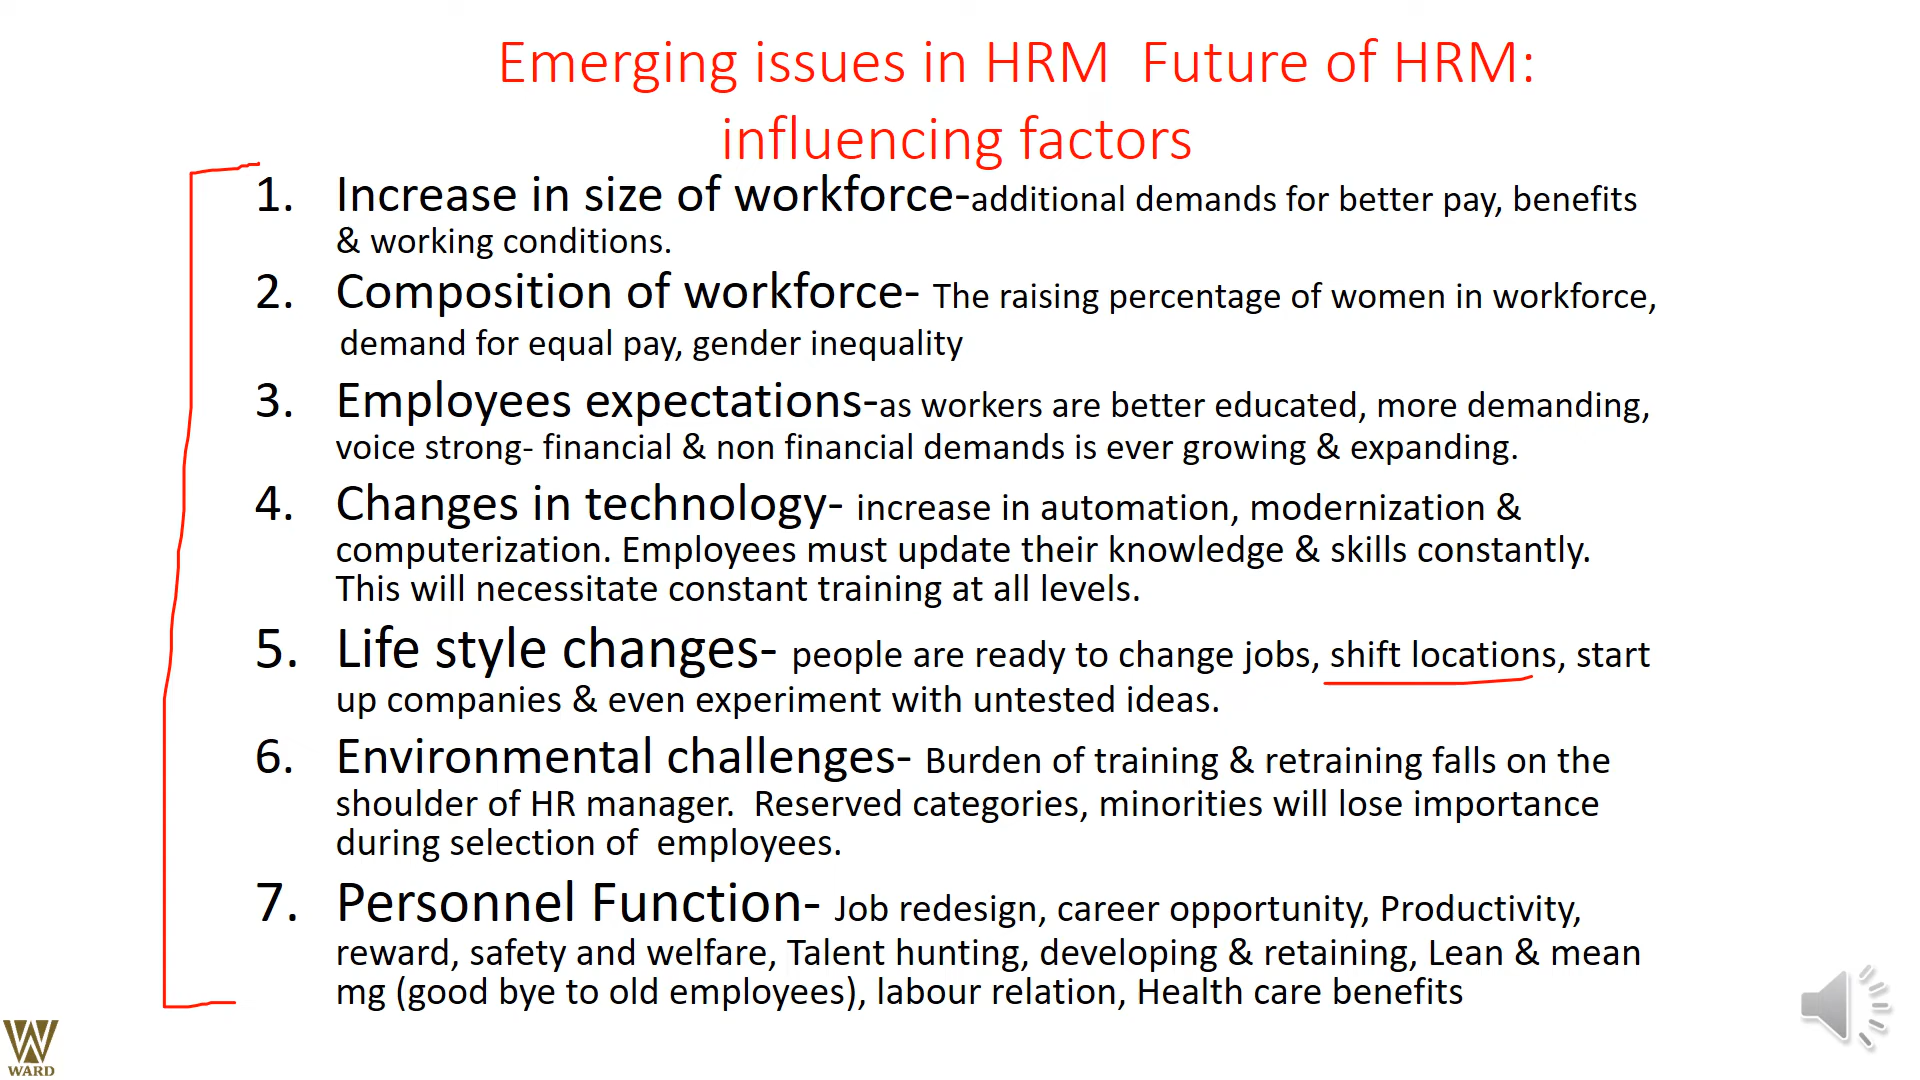 Emerging issues in HRM  Future of HRM:
influencing factors
1. Increase in size of workforce-additional demands for better pay, benefits
& working conditions.
2. Composition of workforce- The raising percentage of women in workforce,
demand for equal pay, gender inequality
3. Employees expectations-as workers are better educated, more demanding,
voice strong- financial & non financial demands is ever growing & expanding.
4. Changes in technology- increase in automation, modernization &
computerization. Employees must update their knowledge & skills constantly.
This will necessitate constant training at all levels.
5. Life style changes- people are ready to change jobs, shift locations, start
up companies & even experiment with untested ideas.
6. Environmental challenges- Burden of training & retraining falls on the
shoulder of HR manager.  Reserved categories, minorities will lose importance
during selection of  employees.
7. Personnel Function- Job redesign, career opportunity, Productivity,
reward, safety and welfare, Talent hunting, developing & retaining, Lean & mean
mg (good bye to old employees), labour relation, Health care benefits
WARD